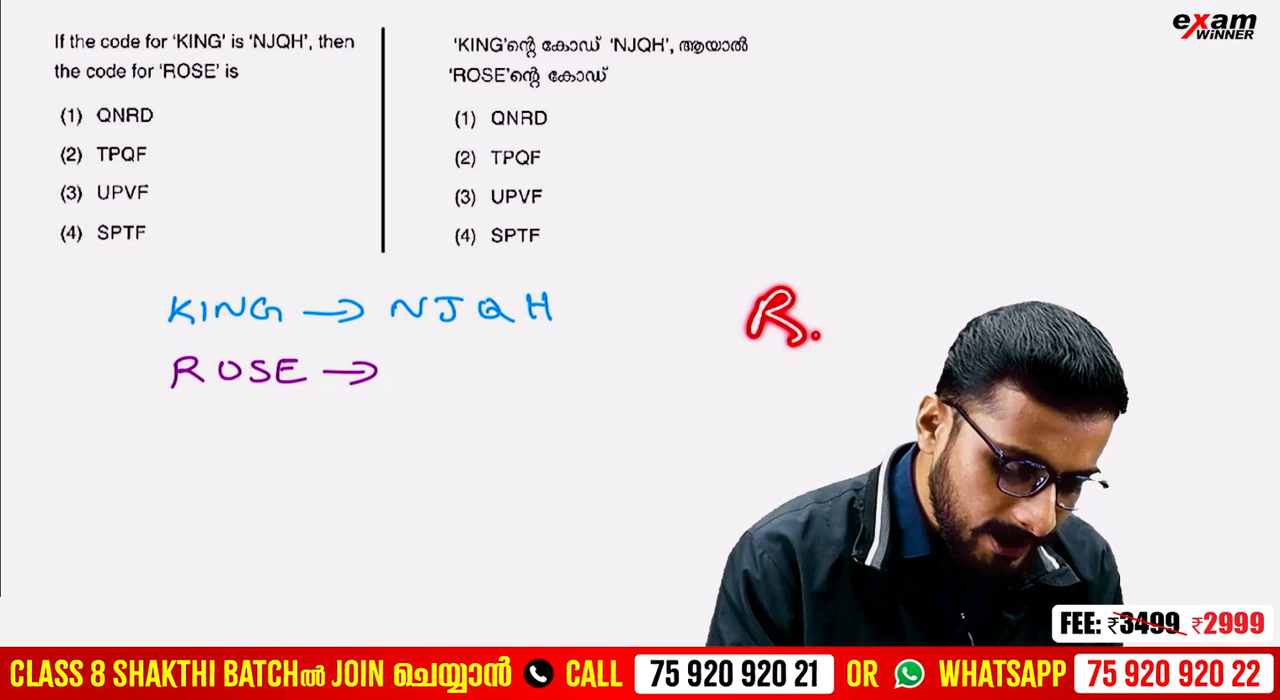 exam
WiNNER
If the code for 'KING' is 'NJQH', then
the code for 'ROSE' is
(1) QNRD
(2) TPQF
(3) UPVF
(4) SPTF
'KING'ന്റെ കോഡ് 'NJQH', ആയാൽ
'ROSE'ന്റെ കോഡ്
(1) QNRD
(2) TPQF
(3) UPVF
(4) SPTF
KING → NJQH
R.
ROSE →
FEE: ₹3499 ₹2999
CLASS 8 SHAKTHI BATCHൽ JOIN ചെയ്യാൻ CALL 75 920 920 21 OR WHATSAPP 75 920 920 22